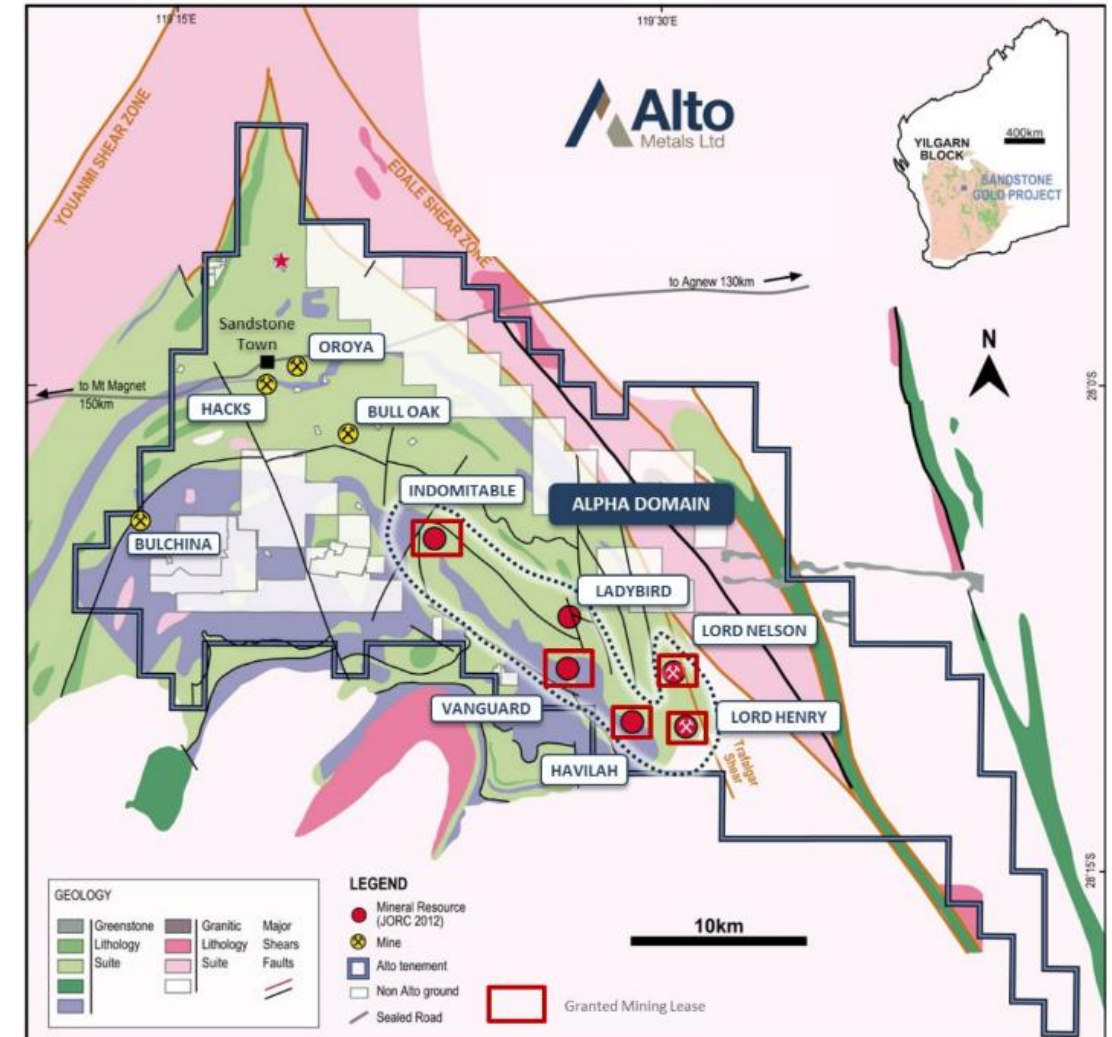 119°15'E
119°30'E
Alto
Metals Ltd
YOUANMI SHEAR ZONE
EDALE SHEAR ZONE
YILGARN
BLOCK
400km
SANDSTONE
GOLD PROJECT
to Agnew 130km
Sandstone
Town
OROYA
N
28°0'S
to Mt Magnet
150km
HACKS
BULL OAK
INDOMITABLE
ALPHA DOMAIN
BULCHINA
LADYBIRD
LORD NELSON
VANGUARD
LORD HENRY
HAVILAH
Trafalgar
Shear
28°15'S
GEOLOGY
Greenstone
Lithology
Suite
Granitic
Lithology
Suite
Major
Shears
Faults
LEGEND
Mineral Resource
(JORC 2012)
Mine
Alto tenement
Non Alto ground
Sealed Road
Granted Mining Lease
10km